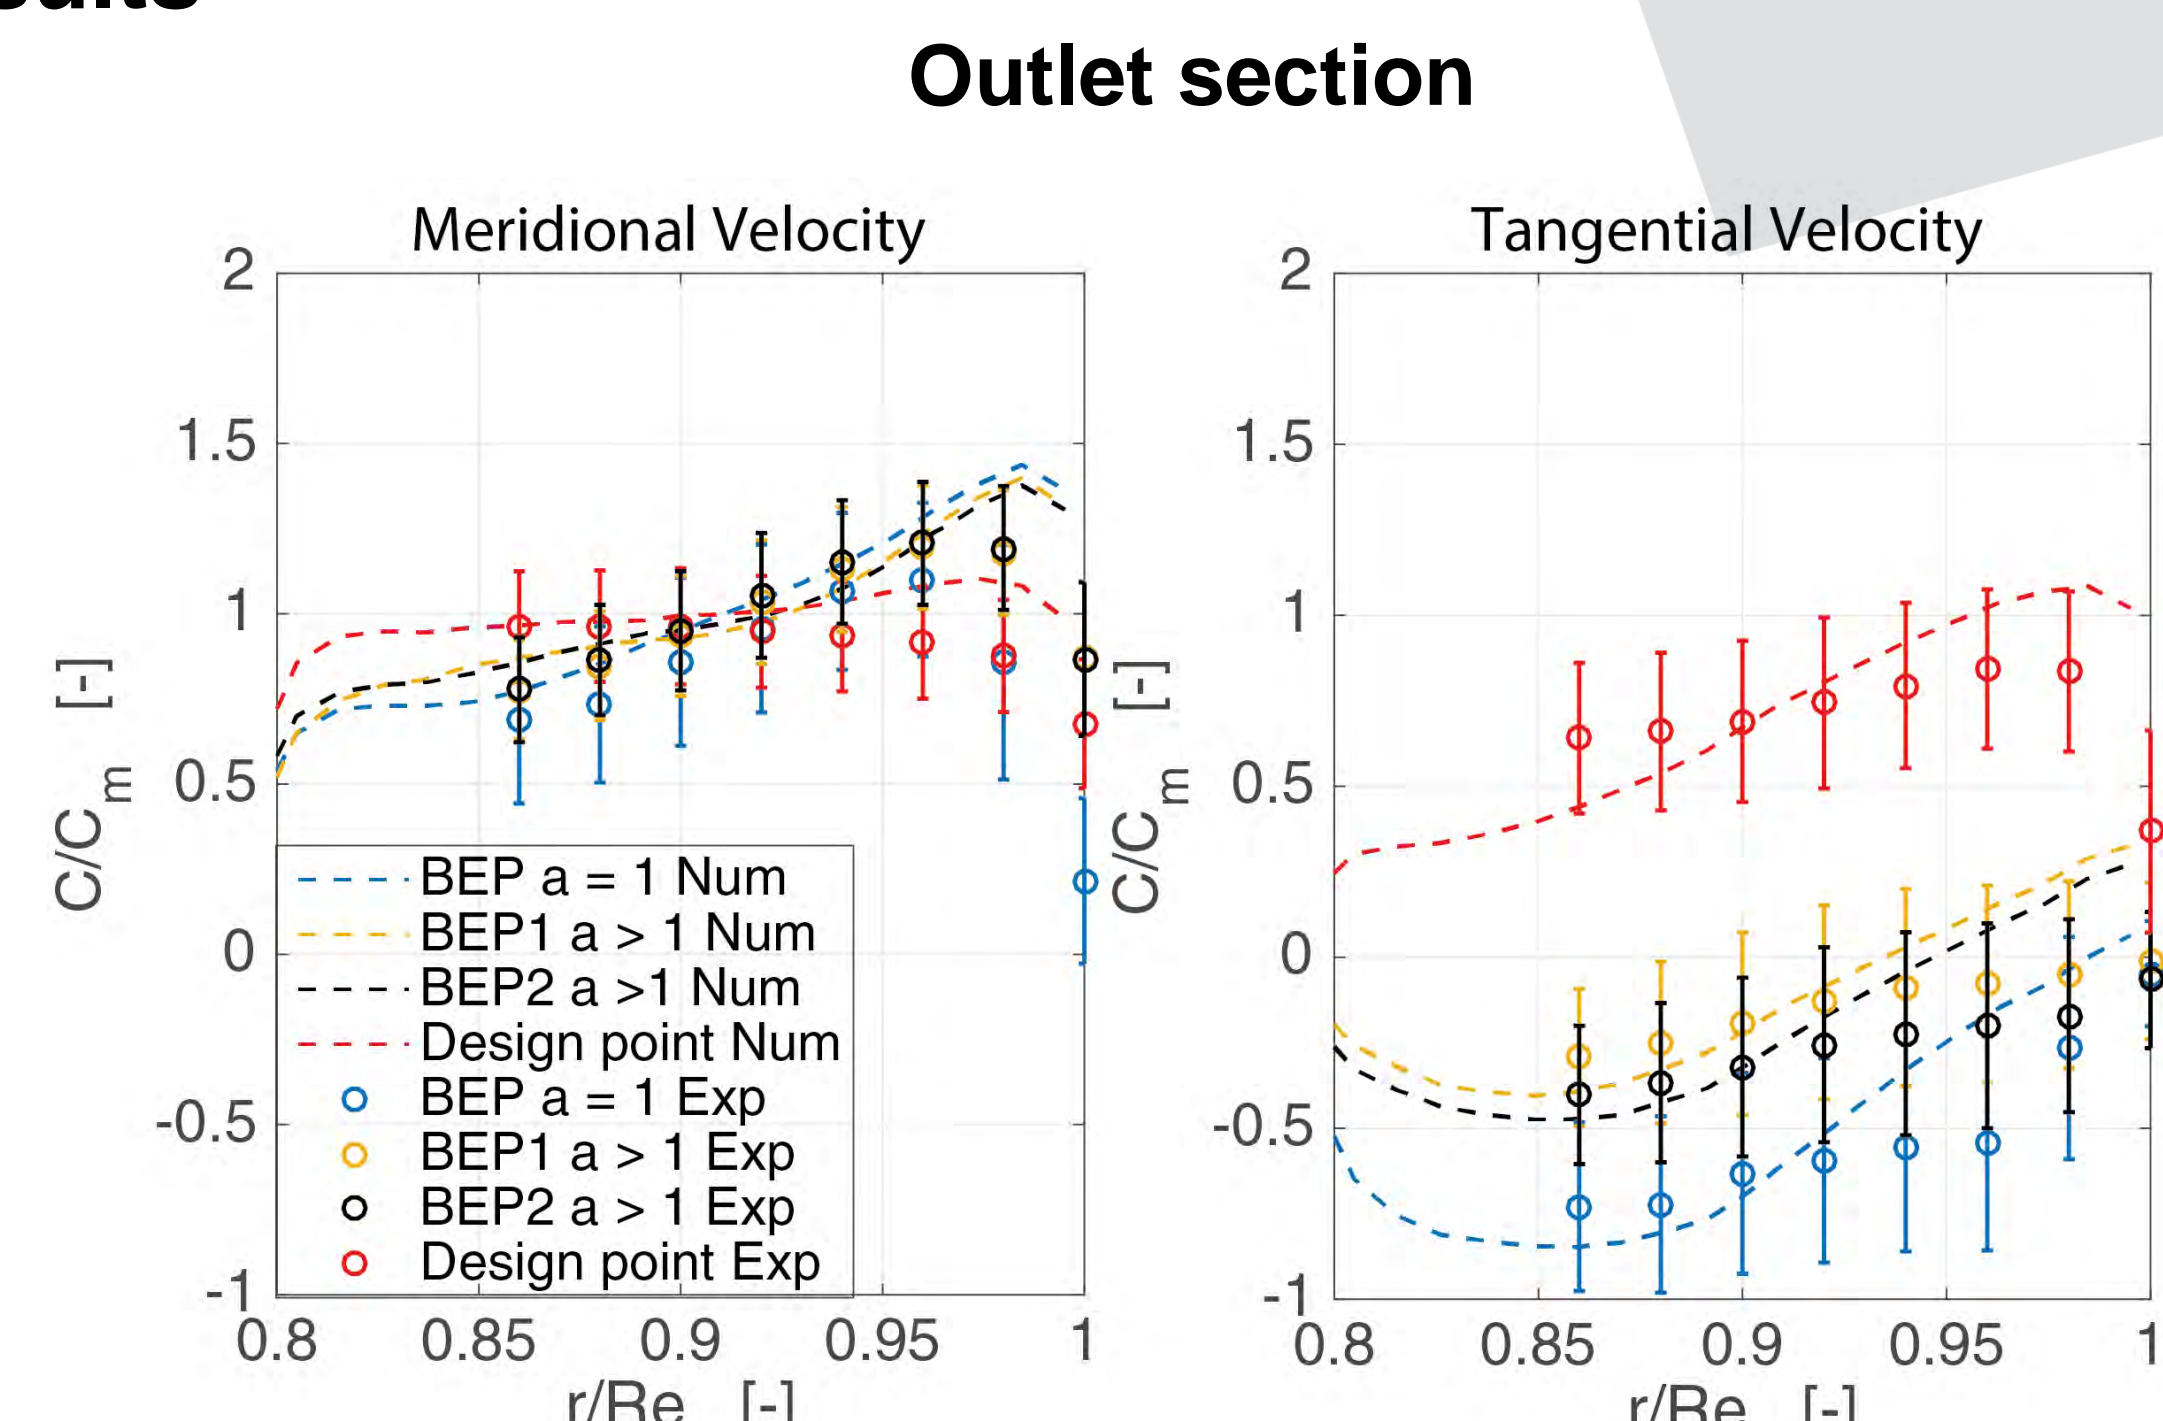 Outlet section
Meridional Velocity
2
1.5
1
0.5
0
-0.5
-1
0.8 0.85 0.9 0.95 1
C/Cm [-]
r/Re [-]
BEP a = 1 Num
BEP1 a > 1 Num
BEP2 a >1 Num
Design point Num
BEP a = 1 Exp
BEP1 a > 1 Exp
BEP2 a > 1 Exp
Design point Exp
Tangential Velocity
2
1.5
1
0.5
0
-0.5
-1
0.8 0.85 0.9 0.95 1
C/Cm [-]
r/Re [-]